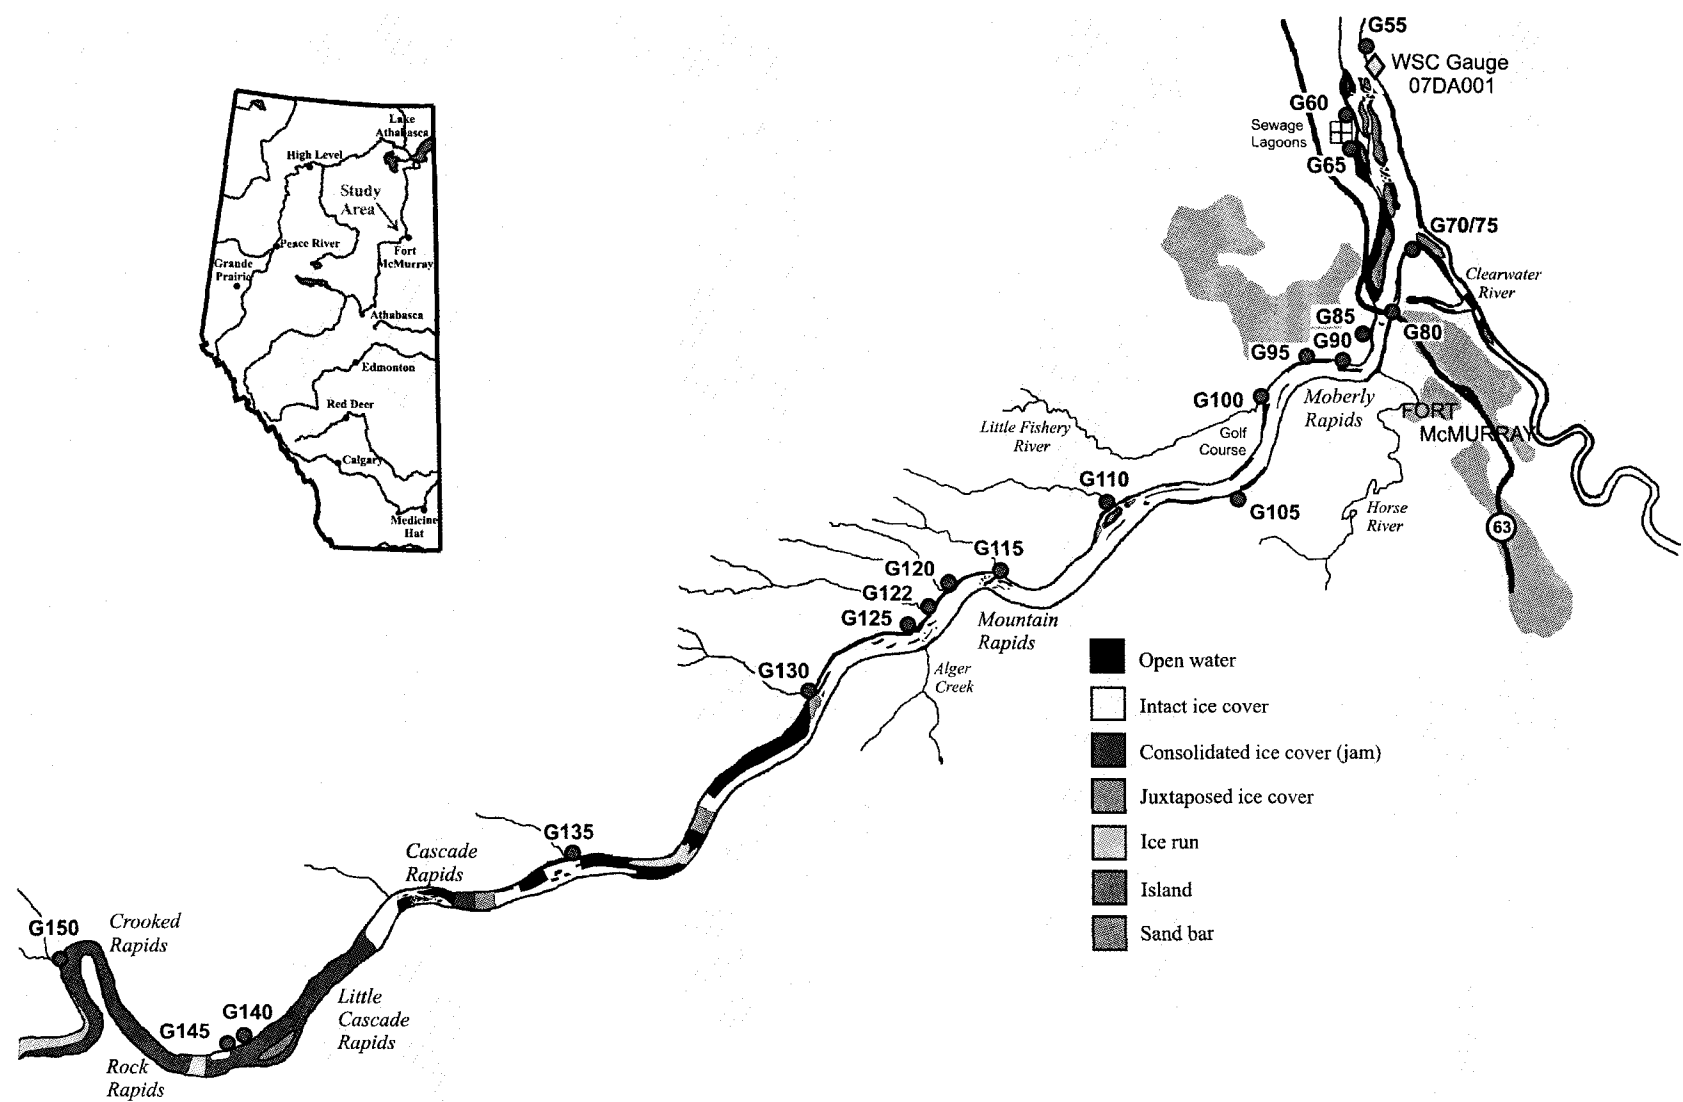 G55
WSC Gauge
07DA001
G60
Sewage
Lagoons
G65
G70/75
Clearwater
River
G85
G80
G90
G95
G100
Moberly
Rapids
FORT
McMURRAY
Little Fishery
River
Golf
Course
G110
G105
Horse
River
63
G115
G120
G122
G125
Mountain
Rapids
G130
Alger
Creek
G135
Cascade
Rapids
G150
Crooked
Rapids
Little
Cascade
Rapids
G140
G145
Rock
Rapids
Lake
Athabasca
High Level
Study
Area
Peace River
Fort
McMurray
Grande
Prairie
Athabasca
Edmonton
Red Deer
Calgary
Medicine
Hat
Open water
Intact ice cover
Consolidated ice cover (jam)
Juxtaposed ice cover
Ice run
Island
Sand bar